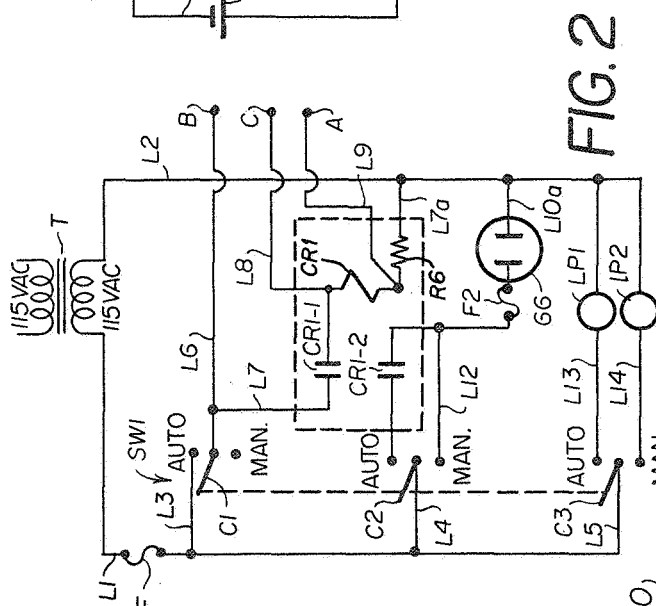 115VAC
T
115VAC
L2
L1
F
L6
B
C
A
L8
L9
L7
CR1
CR1-1
CR1-2
R6
L7a
SW1
L3
AUTO
MAN.
C1
AUTO
MAN.
C2
L4
L12
F2
66
L10a
AUTO
MAN
C3
L5
L13
LP1
L14
LP2
FIG. 2